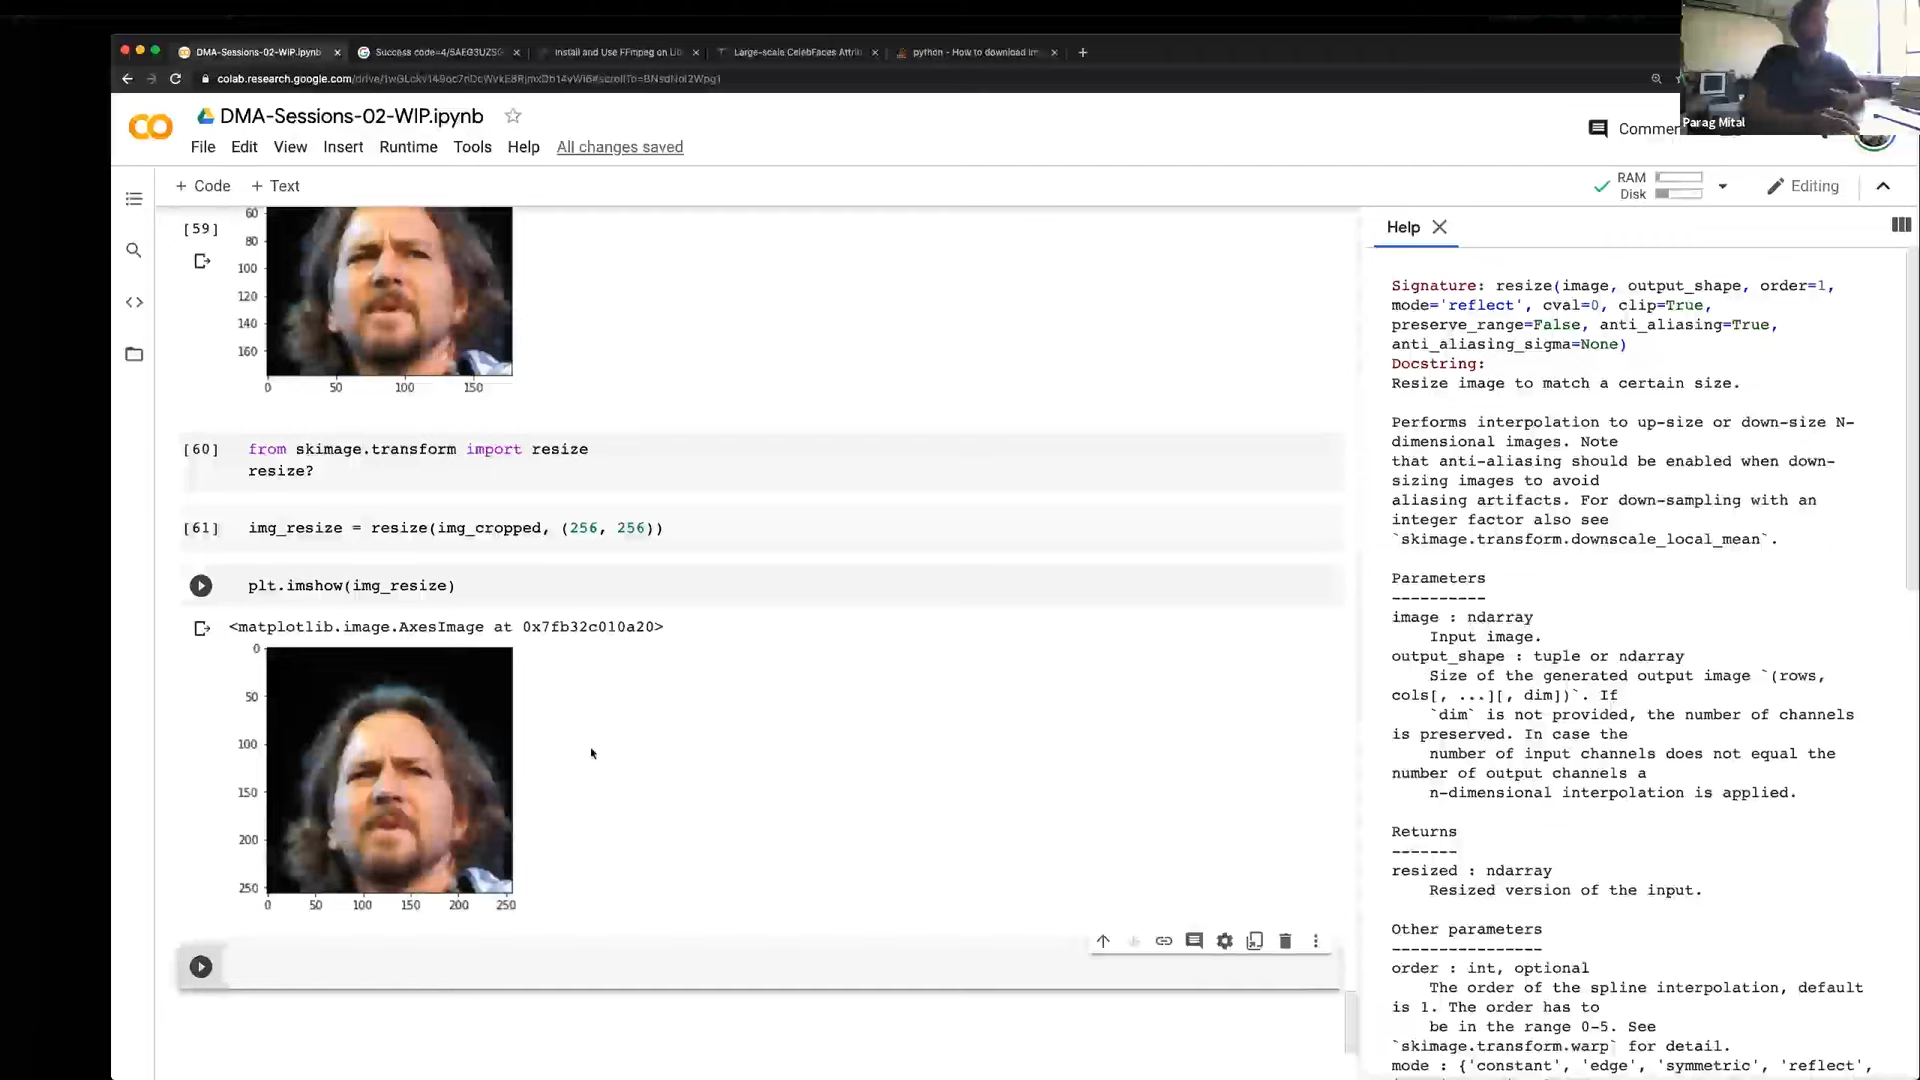 DMA-Sessions-02-WIP.ipynb
Success code=4/5AEG3UZSG
Install and Use FFmpeg on
Large-scale CelebFaces Attrib
python - How to download im
colab.research.google.com
DMA-Sessions-02-WIP.ipynb
File Edit View Insert Runtime Tools Help All changes saved
Commen
Parag Mital
+ Code + Text
RAM
Disk
Editing
[59]
60
80
100
120
140
160
0 50 100 150
[60] from skimage.transform import resize
resize?
[61] img_resize = resize(img_cropped, (256, 256))
plt.imshow(img_resize)
<matplotlib.image.AxesImage at 0x7fb32c010a20>
0
50
100
150
200
250
0 50 100 150 200 250
Help
Signature: resize(image, output_shape, order=1,
mode='reflect', cval=0, clip=True,
preserve_range=False, anti_aliasing=True,
anti_aliasing_sigma=None)
Docstring:
Resize image to match a certain size.
Performs interpolation to up-size or down-size N-
dimensional images. Note
that anti-aliasing should be enabled when down-
sizing images to avoid
aliasing artifacts. For down-sampling with an
integer factor also see
`skimage.transform.downscale_local_mean`.
Parameters
----------
image : ndarray
Input image.
output_shape : tuple or ndarray
Size of the generated output image `(rows,
cols[, ...][, dim])`. If
`dim` is not provided, the number of channels
is preserved. In case the
number of input channels does not equal the
number of output channels a
n-dimensional interpolation is applied.
Returns
-------
resized : ndarray
Resized version of the input.
Other parameters
----------------
order : int, optional
The order of the spline interpolation, default
is 1. The order has to
be in the range 0-5. See
`skimage.transform.warp` for detail.
mode : {'constant', 'edge', 'symmetric', 'reflect',